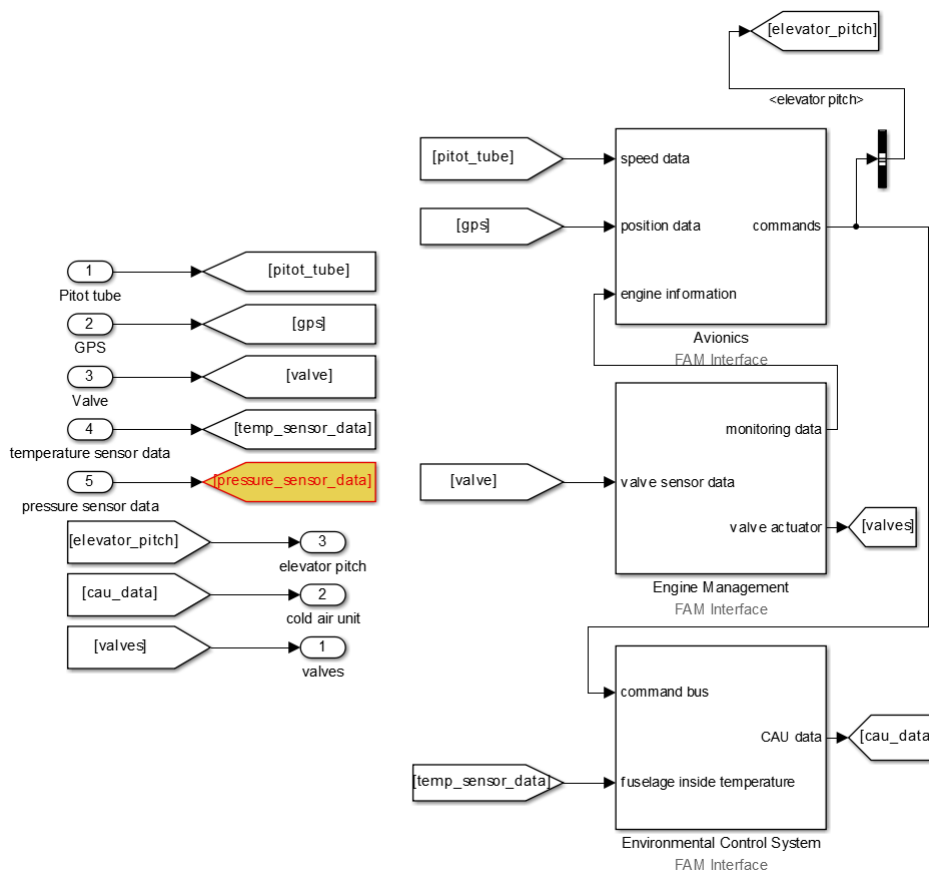 [elevator_pitch]
<elevator pitch>
[pitot_tube]
speed data
[gps]
position data
commands
engine information
Avionics
FAM Interface
1
Pitot tube
[pitot_tube]
2
GPS
[gps]
3
Valve
[valve]
4
temperature sensor data
[temp_sensor_data]
5
pressure sensor data
[pressure_sensor_data]
[elevator_pitch]
3
elevator pitch
[cau_data]
2
cold air unit
[valves]
1
valves
monitoring data
[valve]
valve sensor data
valve actuator
[valves]
Engine Management
FAM Interface
command bus
CAU data
[cau_data]
[temp_sensor_data]
fuselage inside temperature
Environmental Control System
FAM Interface